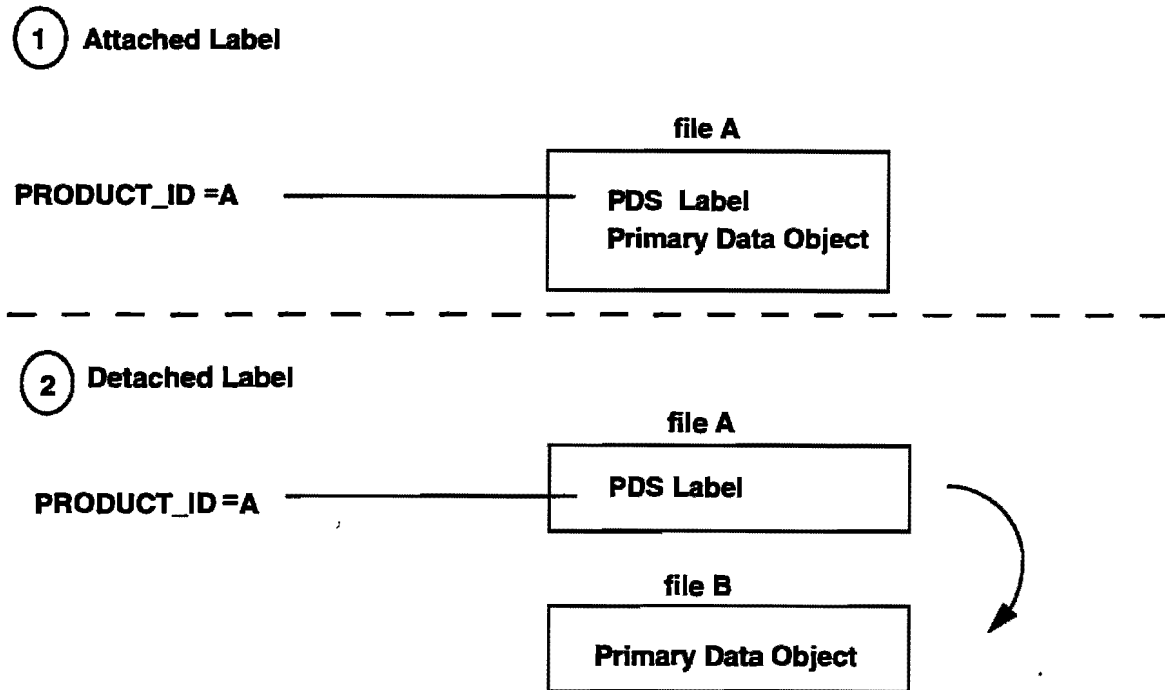 1 Attached Label
file A
PRODUCT_ID =A
PDS Label
Primary Data Object
2 Detached Label
file A
PRODUCT_ID =A
PDS Label
file B
Primary Data Object